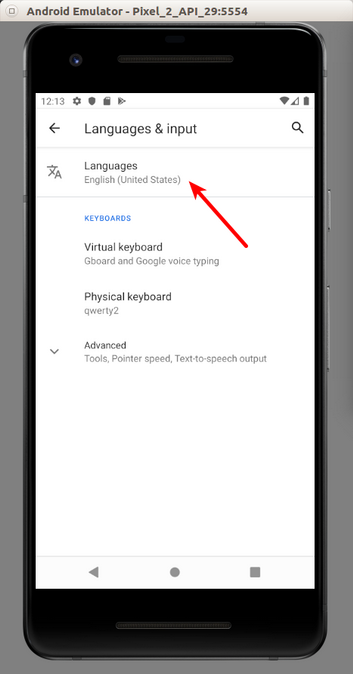 Android Emulator - Pixel_2_API_29:5554
12:13
Languages & input
Languages
English (United States)
KEYBOARDS
Virtual keyboard
Gboard and Google voice typing
Physical keyboard
qwerty2
Advanced
Tools, Pointer speed, Text-to-speech output